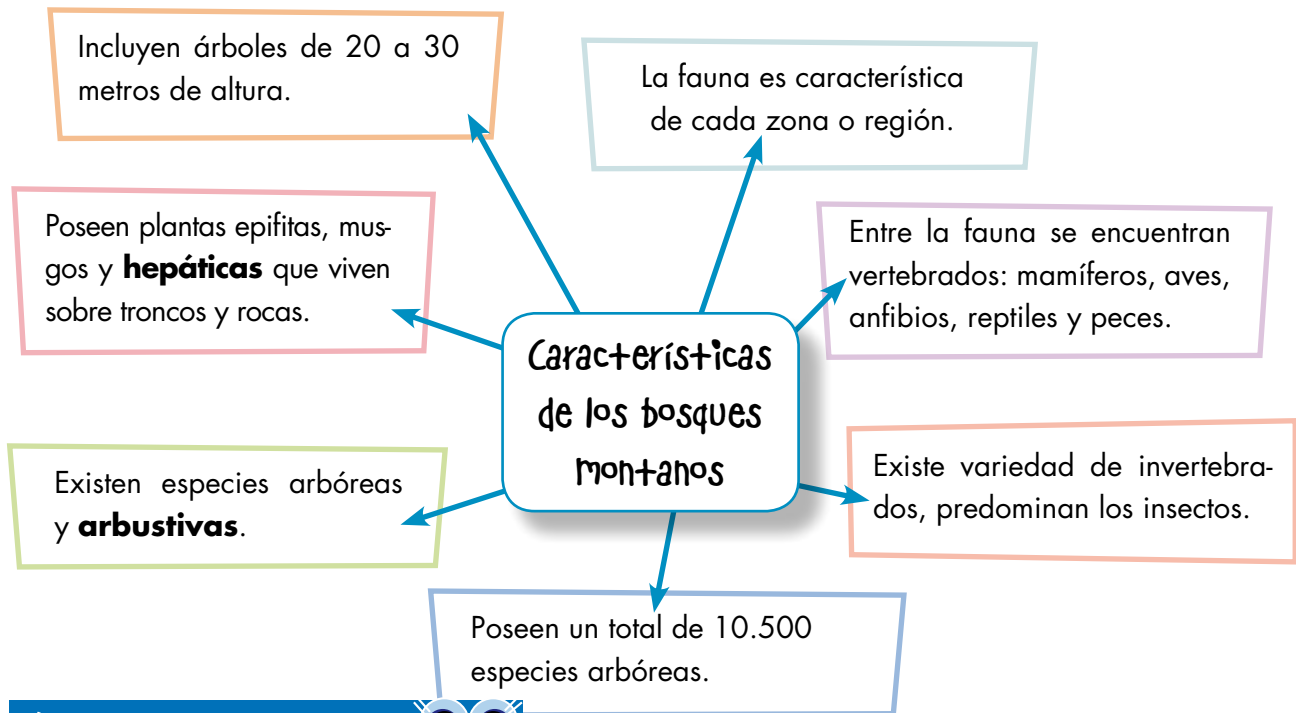 Incluyen árboles de 20 a 30
metros de altura.
La fauna es característica
de cada zona o región.
Poseen plantas epifitas, mus-
gos y hepáticas que viven
sobre troncos y rocas.
Entre la fauna se encuentran
vertebrados: mamíferos, aves,
anfibios, reptiles y peces.
Características
de los bosques
montanos
Existen especies arbóreas
y arbustivas.
Existe variedad de invertebra-
dos, predominan los insectos.
Poseen un total de 10.500
especies arbóreas.